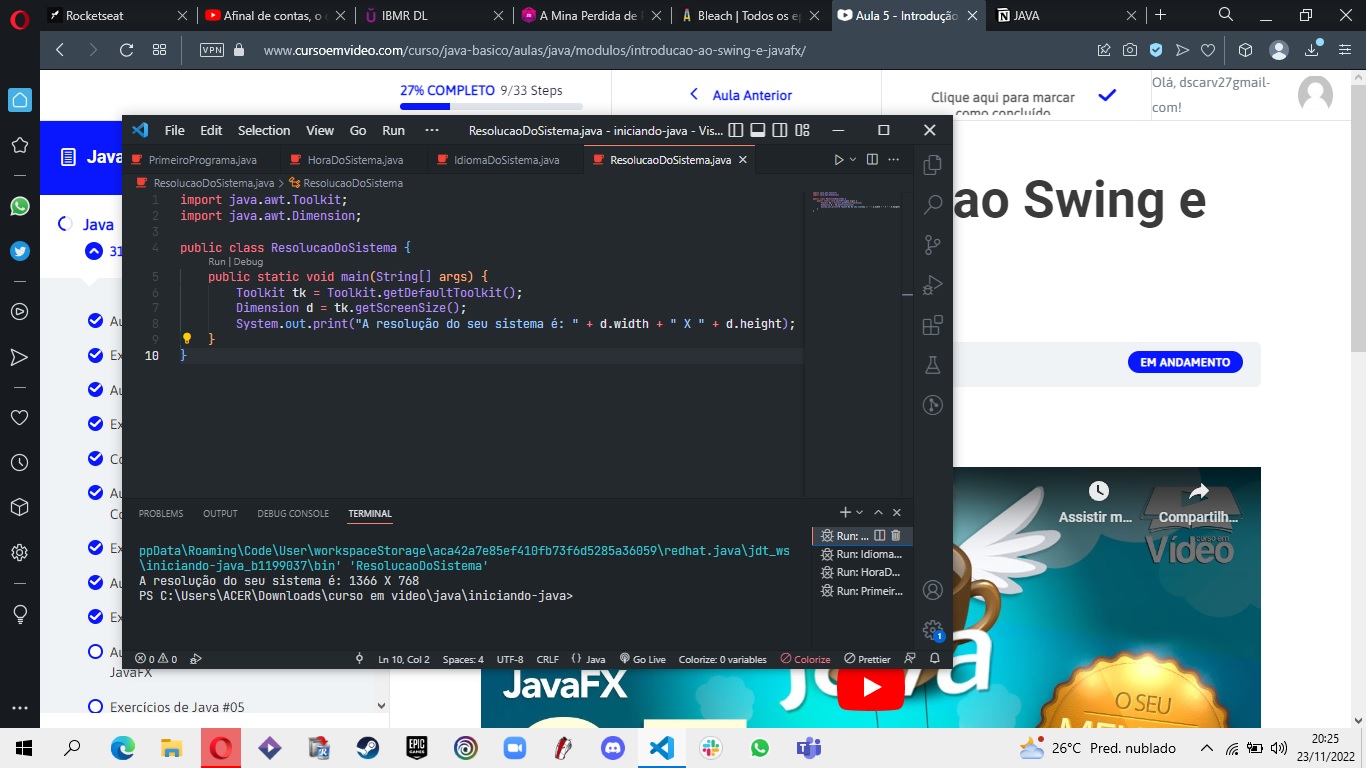 Rocketseat
Afinal de contas, o
IBMR DL
A Mina Perdida de
Bleach | Todos os ep
Aula 5 - Introdução
JAVA
VPN
www.cursoemvideo.com/curso/java-basico/aulas/java/modulos/introducao-ao-swing-e-javafx/
27% COMPLETO 9/33 Steps
Aula Anterior
Clique aqui para marcar
como concluído
Olá, dscarv27gmail-
com!
Java
Java
31
ao Swing e
EM ANDAMENTO
File Edit Selection View Go Run ···
ResolucaoDoSistema.java - iniciando-java - Vis...
PrimeiroPrograma.java
HoraDoSistema.java
IdiomaDoSistema.java
ResolucaoDoSistema.java
ResolucaoDoSistema.java > ResolucaoDoSistema
1 import java.awt.Toolkit;
2 import java.awt.Dimension;
3
4 public class ResolucaoDoSistema {
Run | Debug
5 public static void main(String[] args) {
6 Toolkit tk = Toolkit.getDefaultToolkit();
7 Dimension d = tk.getScreenSize();
8 System.out.print("A resolução do seu sistema é: " + d.width + " X " + d.height);
9 }
10 }
PROBLEMS OUTPUT DEBUG CONSOLE TERMINAL
ppData\Roaming\Code\User\workspaceStorage\aca42a7e85ef410fb73f6d5285a36059\redhat.java\jdt_ws
\iniciando-java_b1199037\bin' 'ResolucaoDoSistema'
A resolução do seu sistema é: 1366 X 768
PS C:\Users\ACER\Downloads\curso em video\java\iniciando-java>
Run: ...
Run: Idioma...
Run: HoraD...
Run: Primeir...
1
0 0
Ln 10, Col 2 Spaces: 4 UTF-8 CRLF { } Java Go Live Colorize: 0 variables Colorize Prettier
Au
Ex
Au
Ex
Co
Au
Co
Ex
Au
Ex
Au
JavaFX
Exercícios de Java #05
Assistir m...
Compartilh...
curso em
Vídeo
JavaFX
java
O SEU
20:25
26°C Pred. nublado
23/11/2022